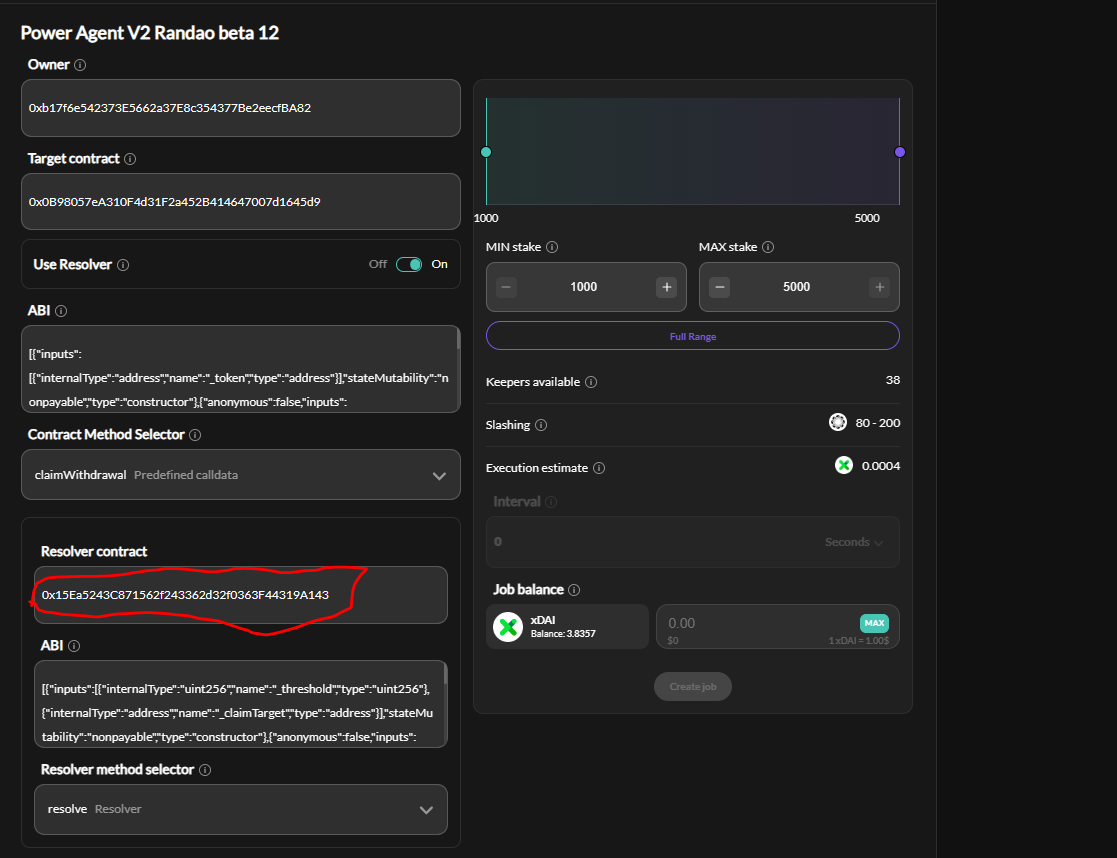 Power Agent V2 Randao beta 12
Owner
0xb17f6e542373E5662a37E8c354377Be2eecfBA82
Target contract
0x0B98057eA310F4d31F2a452B414647007d1645d9
Use Resolver
Off
On
ABI
[{"inputs":
[{"internalType":"address","name":"_token","type":"address"}],"stateMutability":"n
onpayable","type":"constructor"},{"anonymous":false,"inputs":
Contract Method Selector
claimWithdrawal Predefined calldata
Resolver contract
0x15Ea5243C871562f243362d32f0363F44319A143
ABI
[{"inputs":[{"internalType":"uint256","name":"_threshold","type":"uint256"},
{"internalType":"address","name":"_claimTarget","type":"address"}],"stateMu
tability":"nonpayable","type":"constructor"},{"anonymous":false,"inputs":
Resolver method selector
resolve Resolver
1000
5000
MIN stake
MAX stake
1000
5000
Full Range
Keepers available
38
Slashing
80 - 200
Execution estimate
0.0004
Interval
0
Seconds
Job balance
xDAI
Balance: 3.8357
0.00
MAX
$0
1 xDAI = 1.00$
Create job